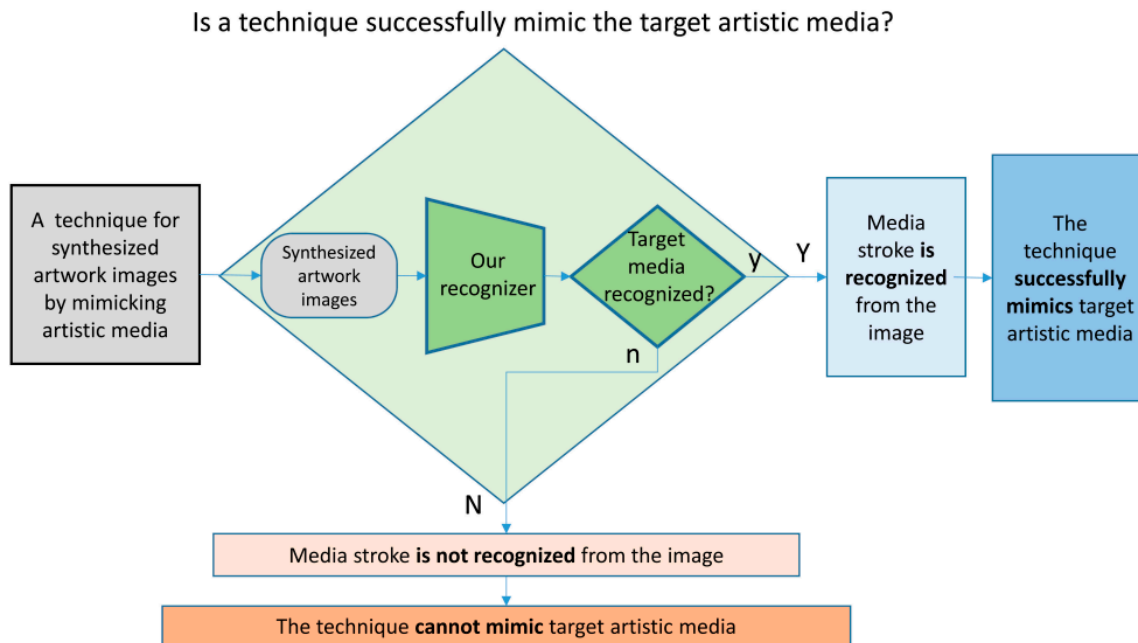 Is a technique successfully mimic the target artistic media?
A technique for
synthesized
artwork images
by mimicking
artistic media
Synthesized
artwork
images
Our
recognizer
Target
media
recognized?
y
n
Y
N
Media
stroke is
recognized
from the
image
The
technique
successfully
mimics target
artistic media
Media stroke is not recognized from the image
The technique cannot mimic target artistic media